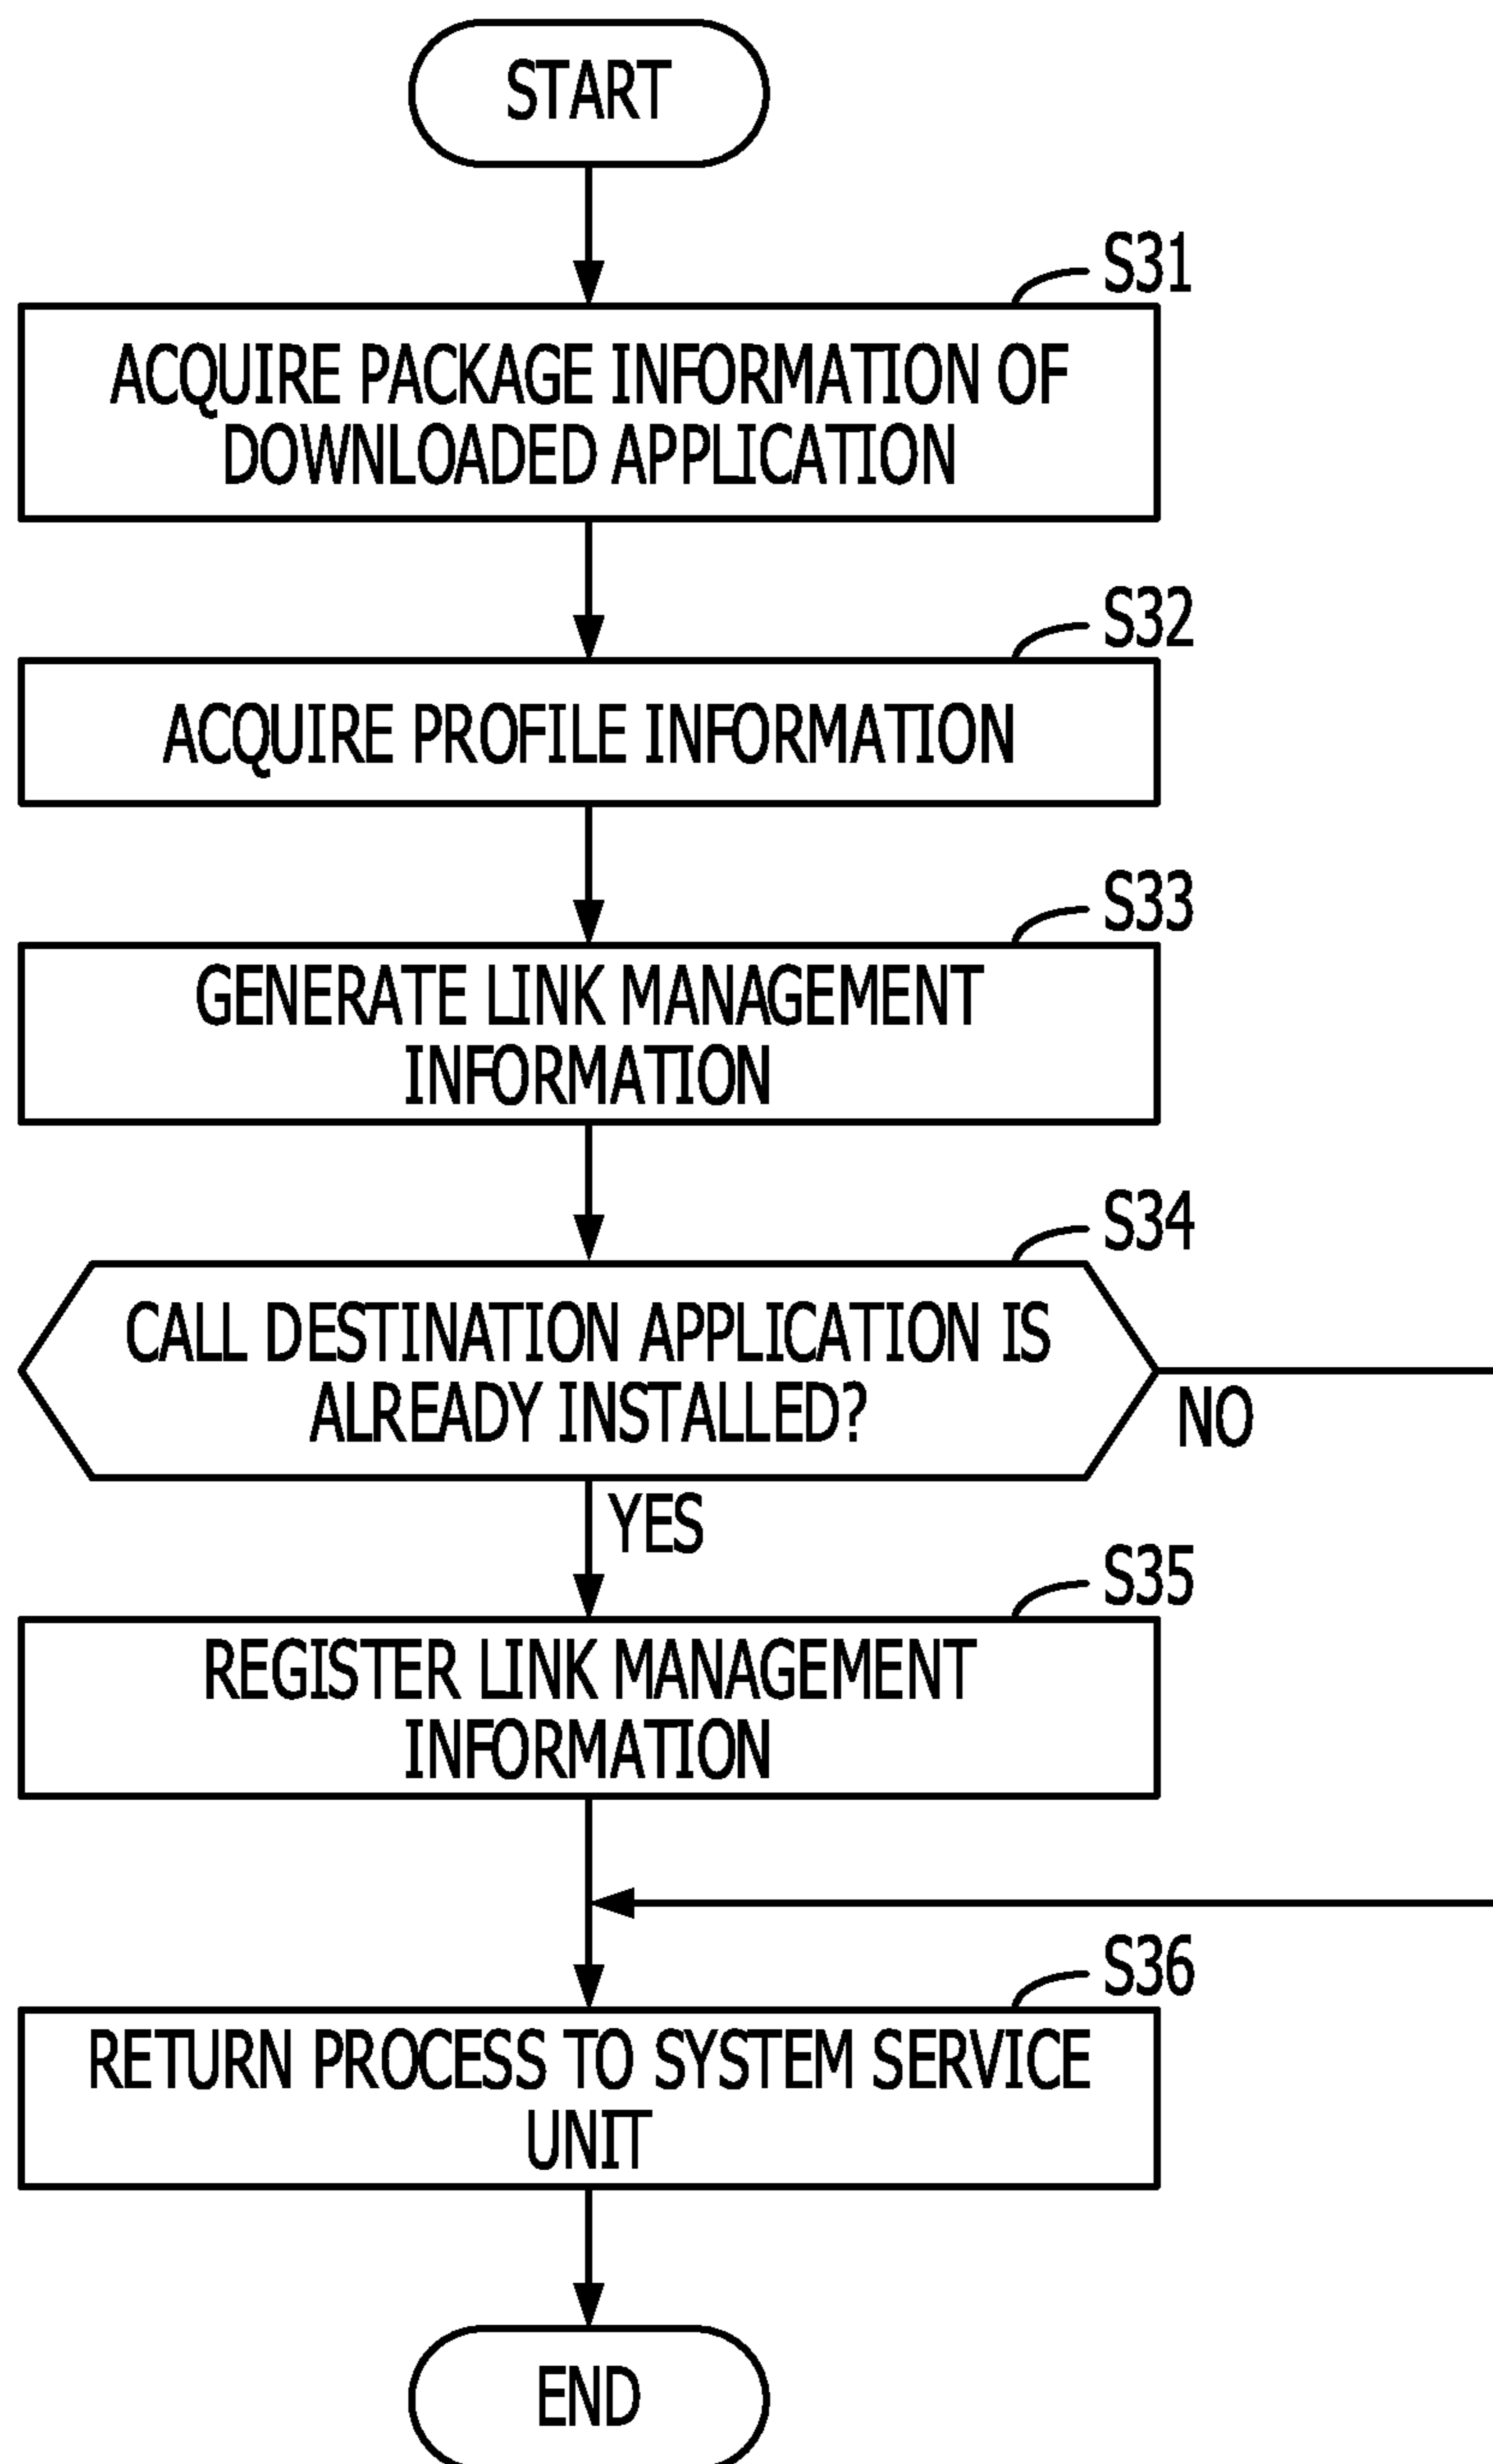 START
S31
ACQUIRE PACKAGE INFORMATION OF
DOWNLOADED APPLICATION
S32
ACQUIRE PROFILE INFORMATION
S33
GENERATE LINK MANAGEMENT
INFORMATION
S34
CALL DESTINATION APPLICATION IS
ALREADY INSTALLED?
NO
YES
S35
REGISTER LINK MANAGEMENT
INFORMATION
S36
RETURN PROCESS TO SYSTEM SERVICE
UNIT
END